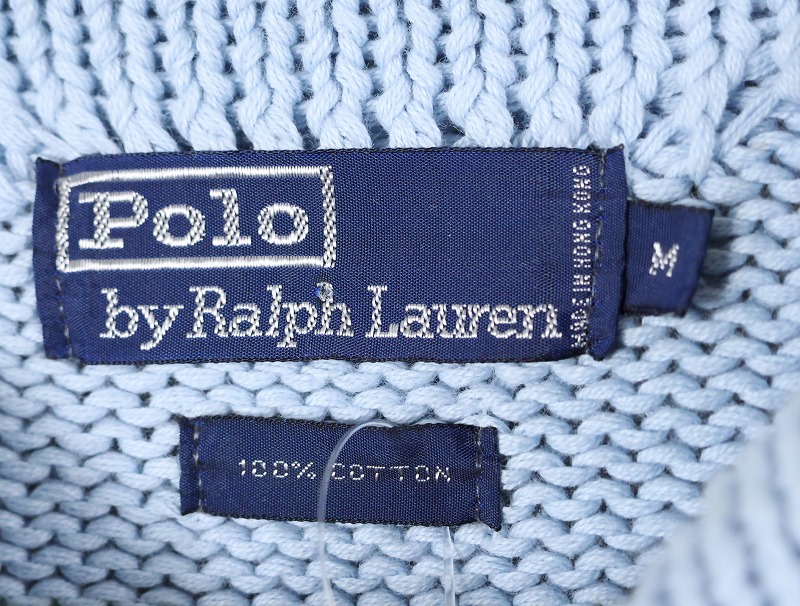 Polo
by Ralph Lauren
MADE IN HONG KONG
M
100% COTTON